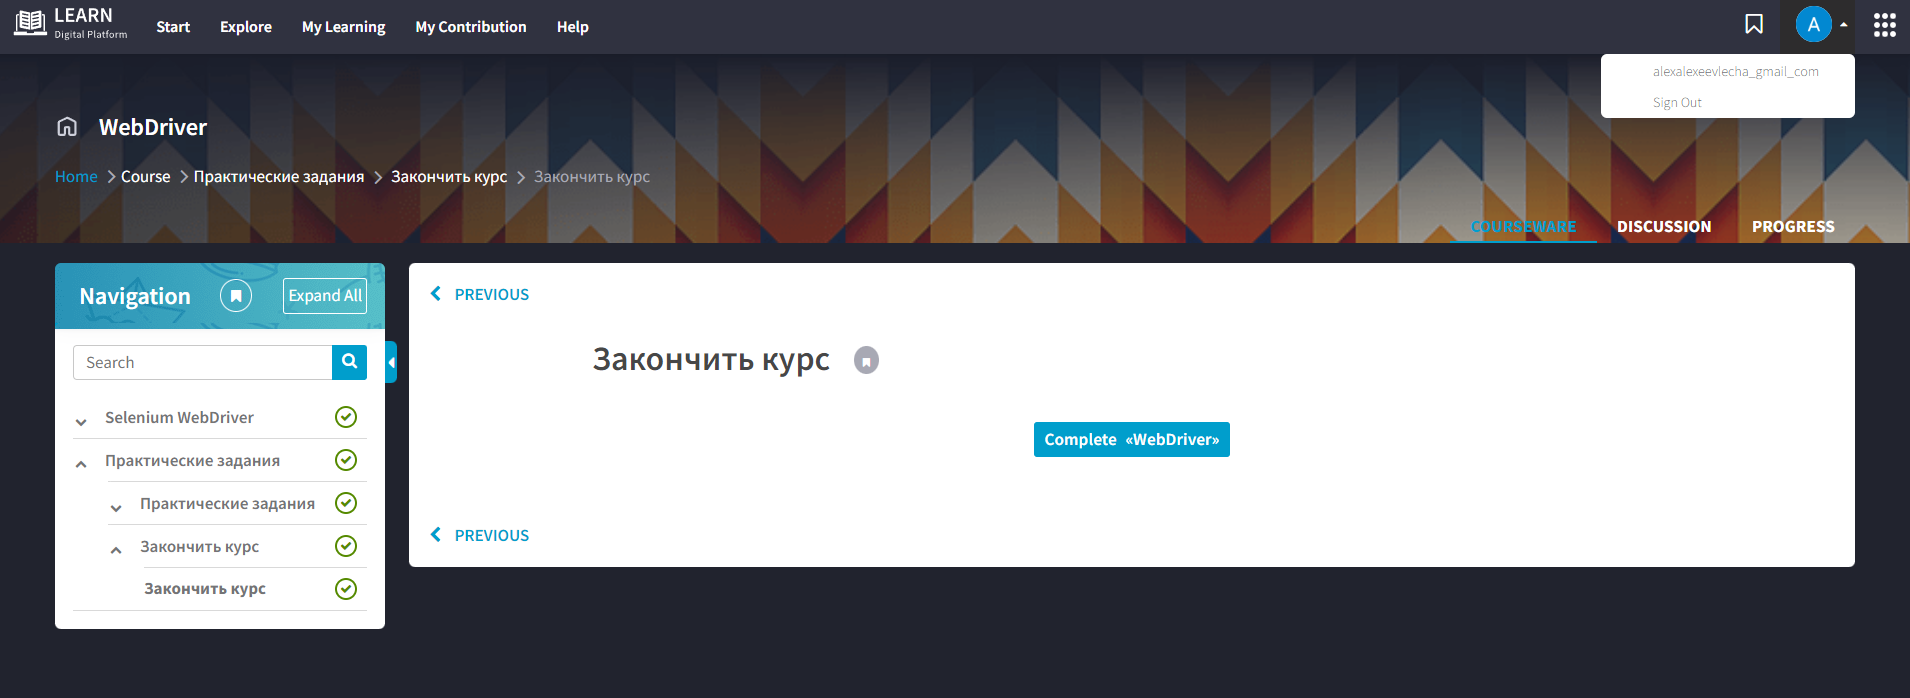 LEARN
Digital Platform
Start Explore My Learning My Contribution Help
A
alexalexeevlecha_gmail_com
Sign Out
WebDriver
Home Course Практические задания Закончить курс Закончить курс
COURSEWARE DISCUSSION PROGRESS
Navigation Expand All
Search
Selenium WebDriver
Практические задания
Практические задания
Закончить курс
Закончить курс
PREVIOUS
Закончить курс
Complete «WebDriver»
PREVIOUS